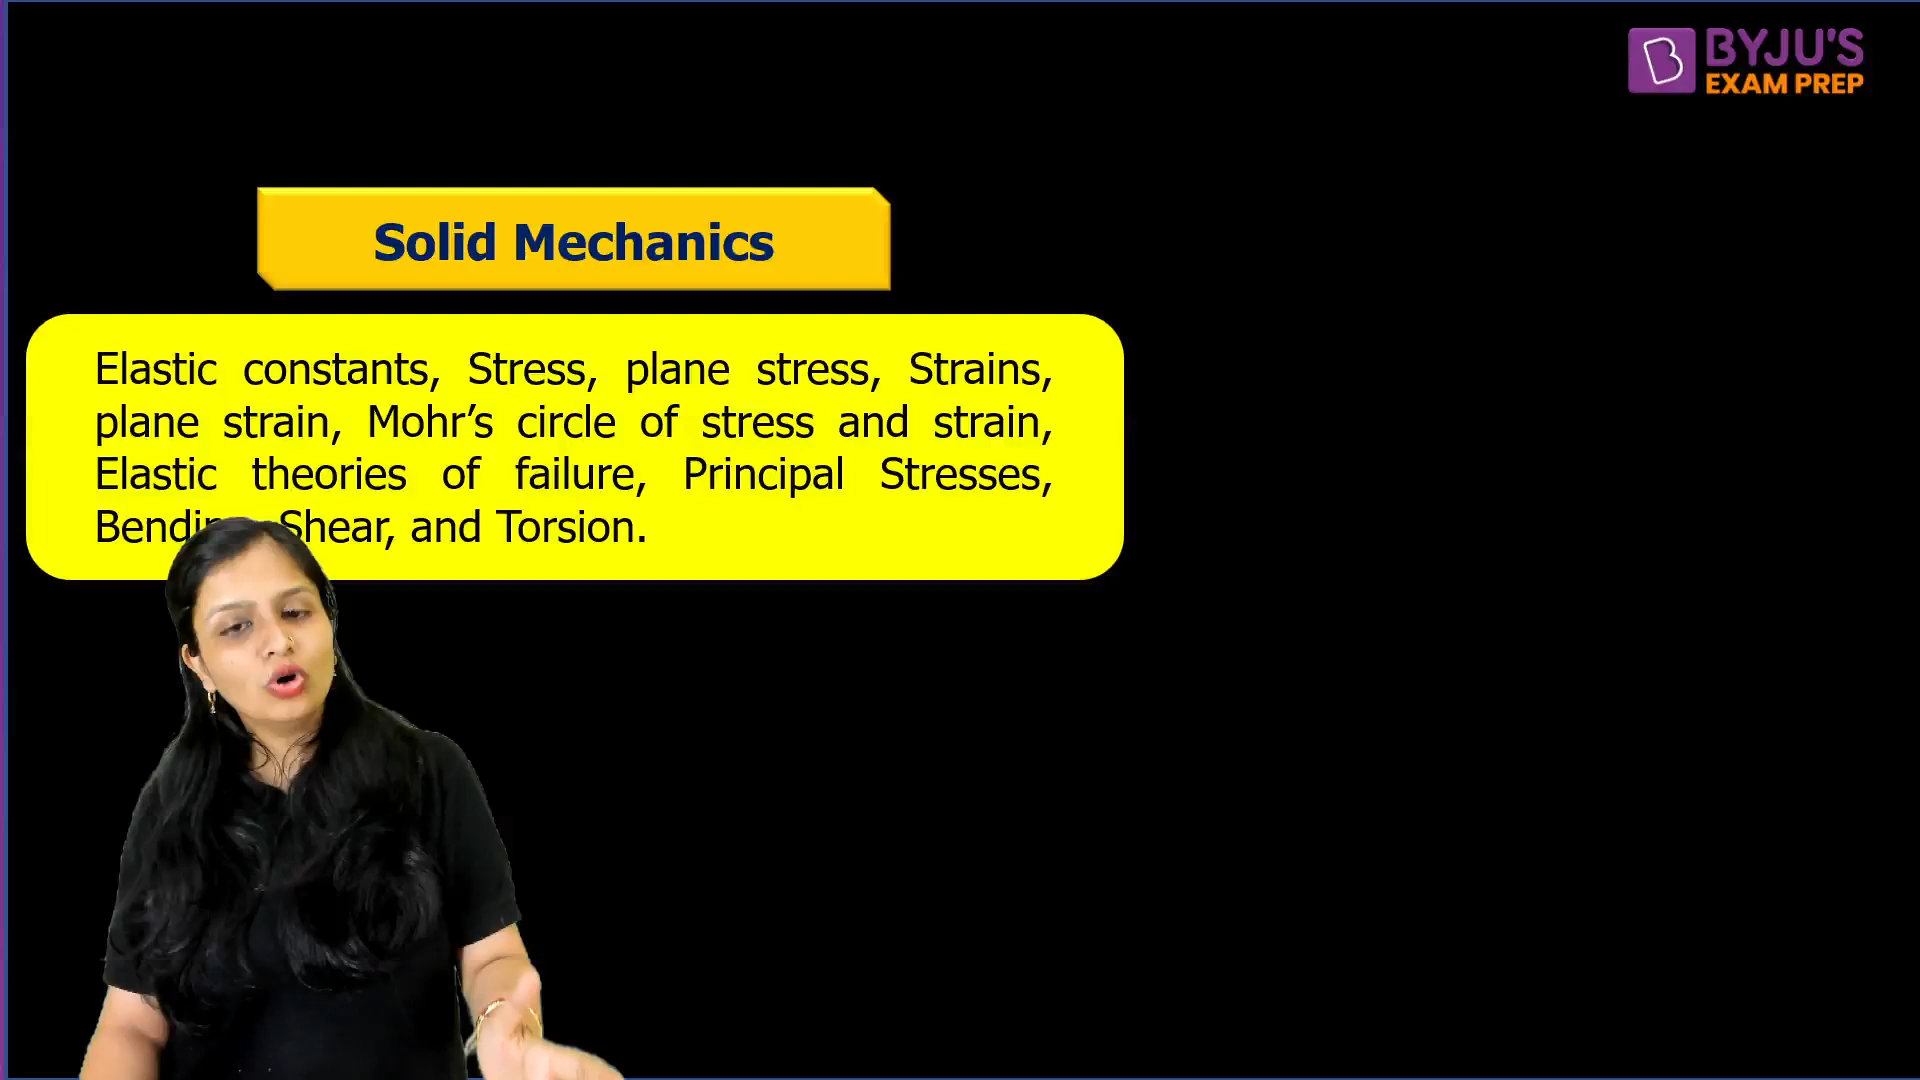 BYJU'S
EXAM PREP
Solid Mechanics
Elastic constants, Stress, plane stress, Strains,
plane strain, Mohr’s circle of stress and strain,
Elastic theories of failure, Principal Stresses,
Shear, and Torsion.